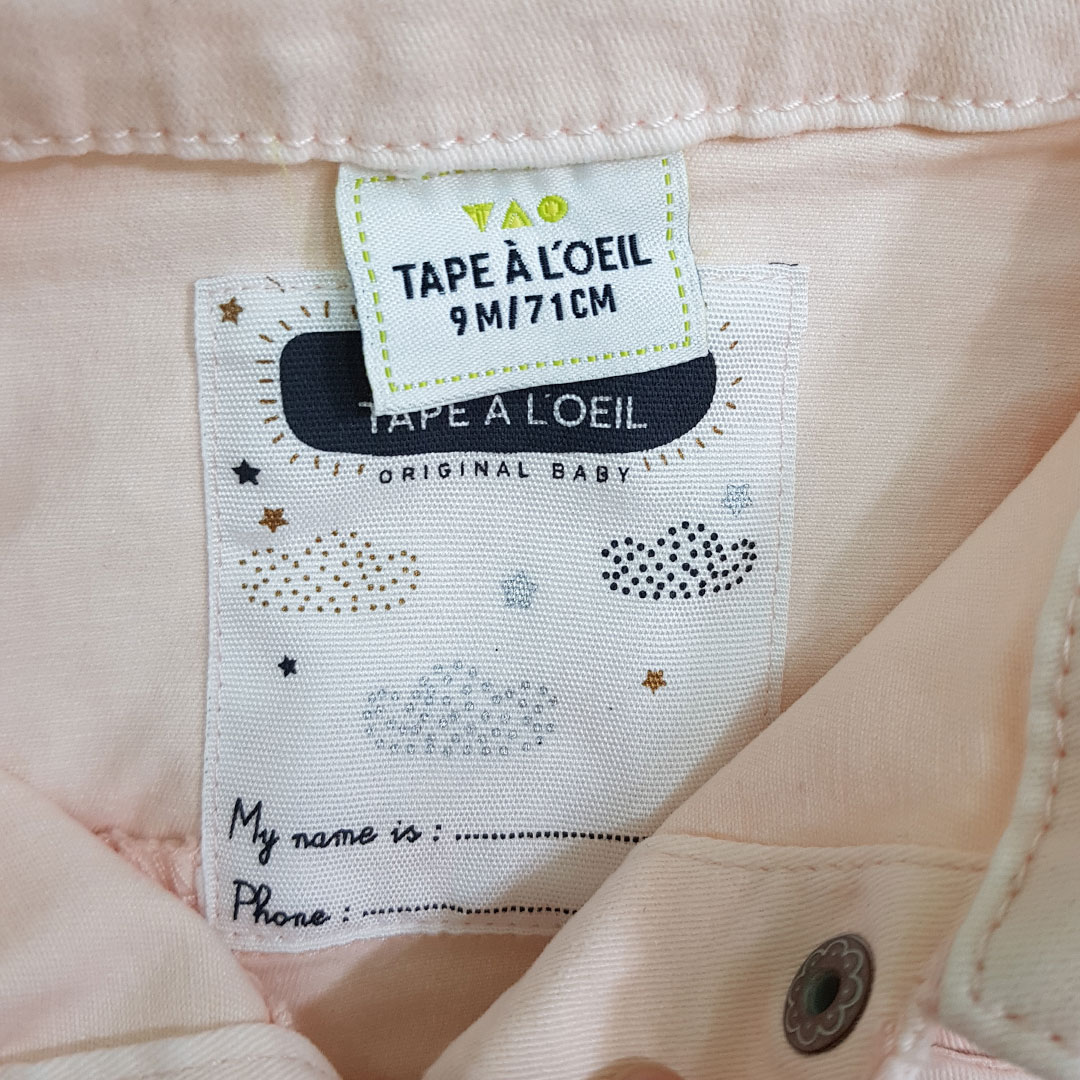 TAO
TAPE À L'OEIL
9M/71CM
TAPE À L'OEIL
ORIGINAL BABY
My name is : ..............................
Phone : ..............................